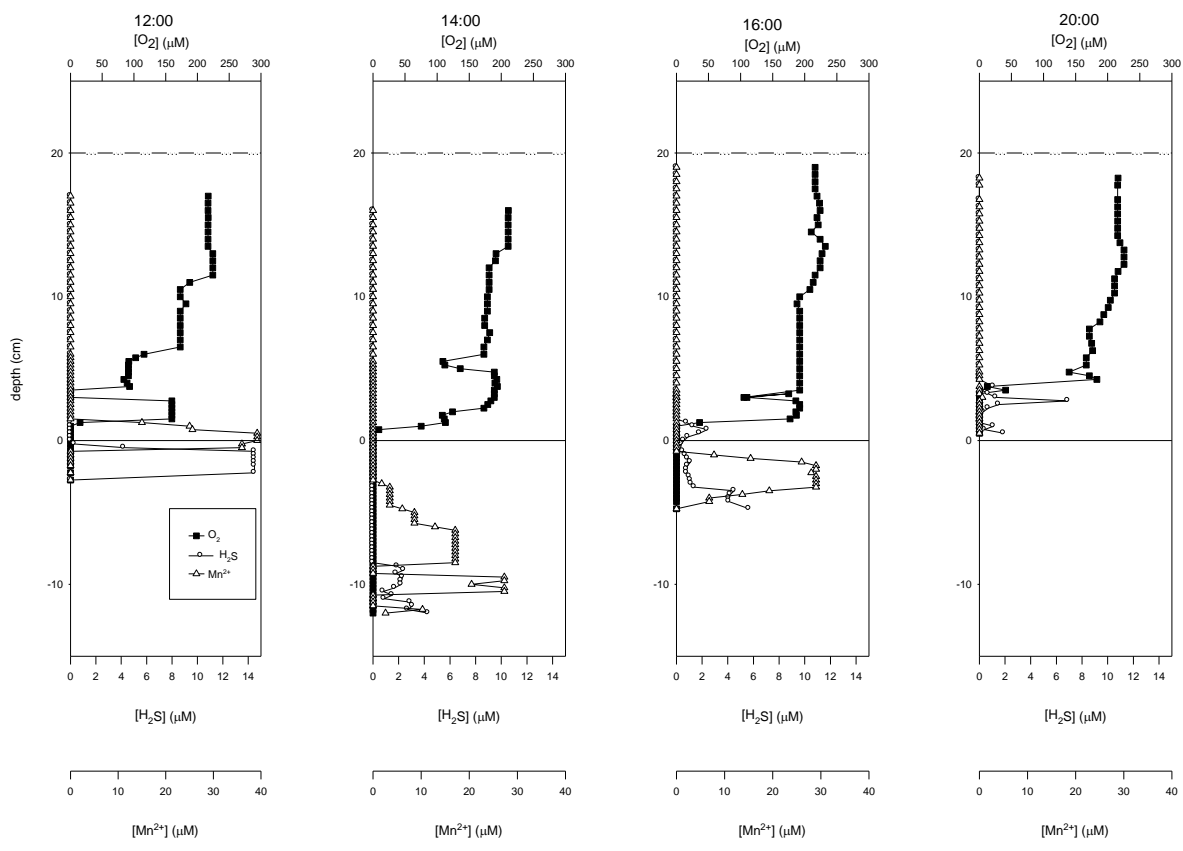 12:00 14:00 16:00 20:00
[O2] (µM) [O2] (µM) [O2] (µM) [O2] (µM)
0 50 100 150 200 250 300 0 50 100 150 200 250 300 0 50 100 150 200 250 300 0 50 100 150 200 250 300
20 20 20 20
10 10 10 10
depth (cm)
0 0 0 0
O2
H2S
Mn2+
-10 -10 -10 -10
0 2 4 6 8 10 12 14 0 2 4 6 8 10 12 14 0 2 4 6 8 10 12 14 0 2 4 6 8 10 12 14
[H2S] (µM) [H2S] (µM) [H2S] (µM) [H2S] (µM)
0 10 20 30 40 0 10 20 30 40 0 10 20 30 40 0 10 20 30 40
[Mn2+] (µM) [Mn2+] (µM) [Mn2+] (µM) [Mn2+] (µM)